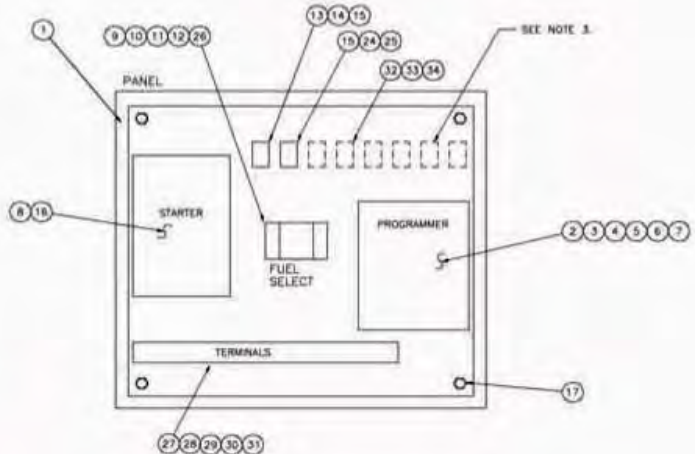 13 14 15
1
9 10 11 12 26
15 24 25
SEE NOTE 3.
32 33 34
PANEL
STARTER
8 16
PROGRAMMER
2 3 4 5 6 7
FUEL
SELECT
TERMINALS
17
27 28 29 30 31